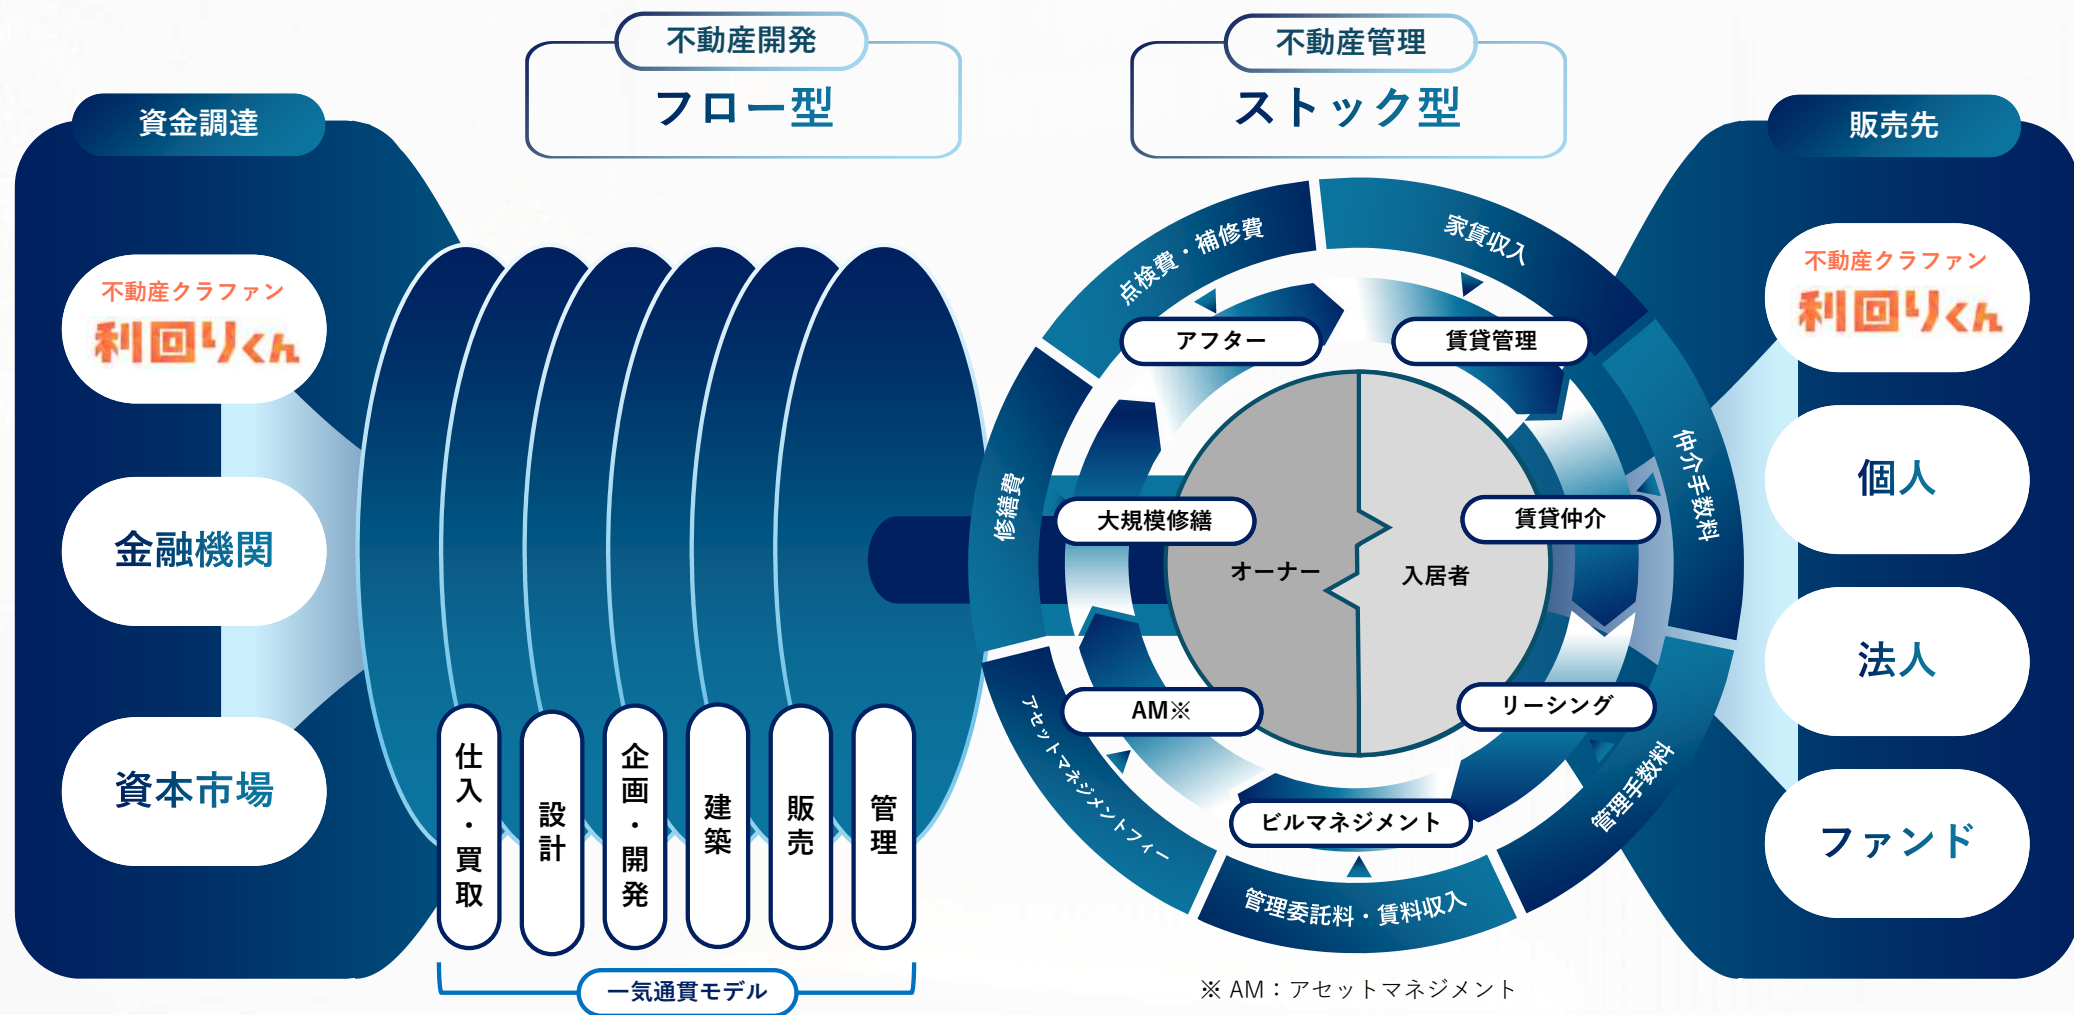 不動産開発
フロー型
不動産管理
ストック型
資金調達
不動産クラファン
利回りくん
金融機関
資本市場
仕入・買取
設計
企画・開発
建築
販売
管理
一気通貫モデル
点検費・補修費
家賃収入
仲介手数料
管理手数料
管理委託料・賃料収入
アセットマネジメントフィー
修繕費
アフター
賃貸管理
大規模修繕
賃貸仲介
オーナー
入居者
AM※
リーシング
ビルマネジメント
※ AM：アセットマネジメント
販売先
不動産クラファン
利回りくん
個人
法人
ファンド